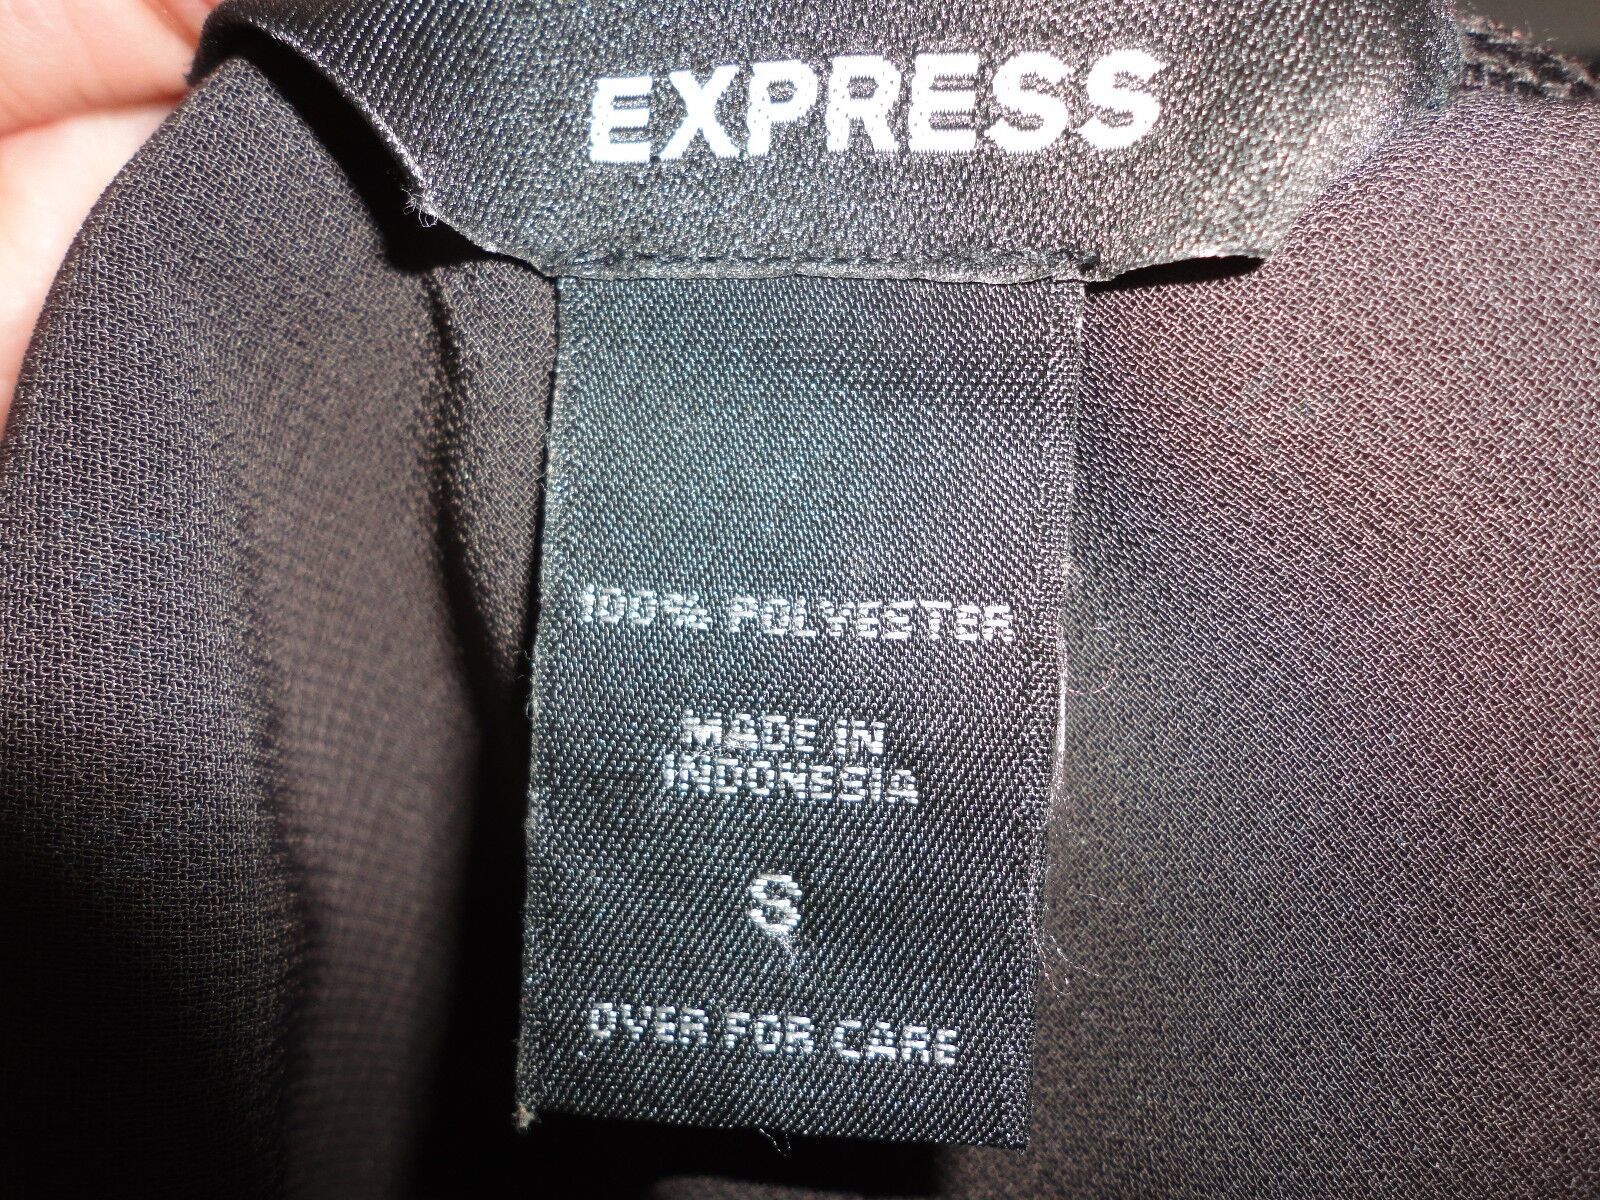 EXPRESS
100% POLYESTER
MADE IN
INDONESIA
S
OVER FOR CARE